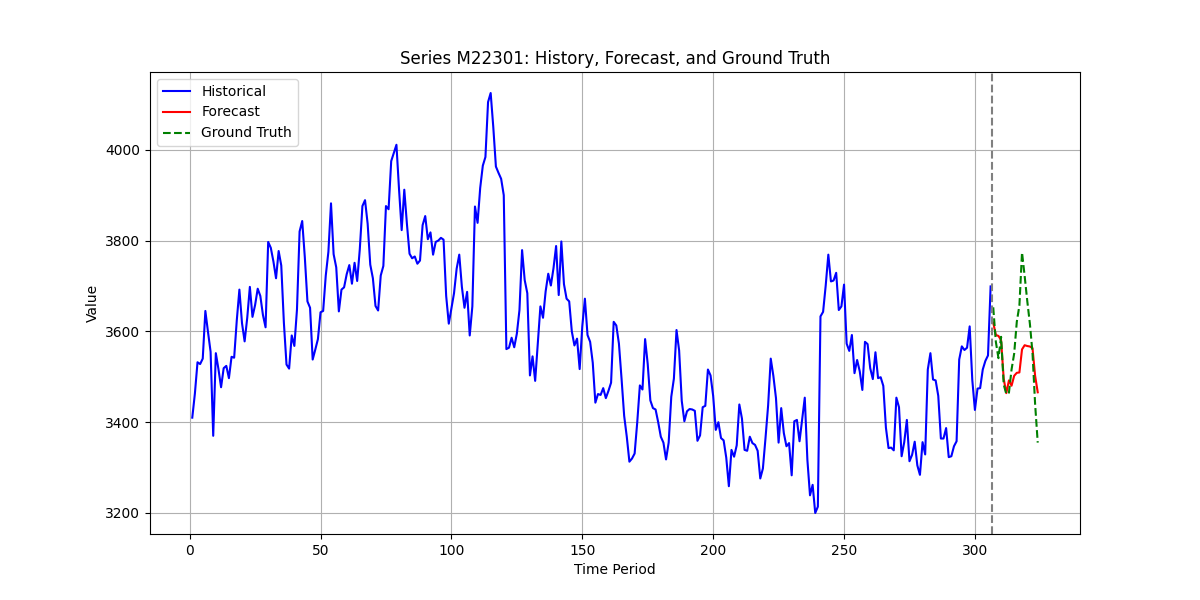 Series M22301: History, Forecast, and Ground Truth
Historical
Forecast
Ground Truth
4000
3800
3600
3400
3200
Value
0 50 100 150 200 250 300
Time Period